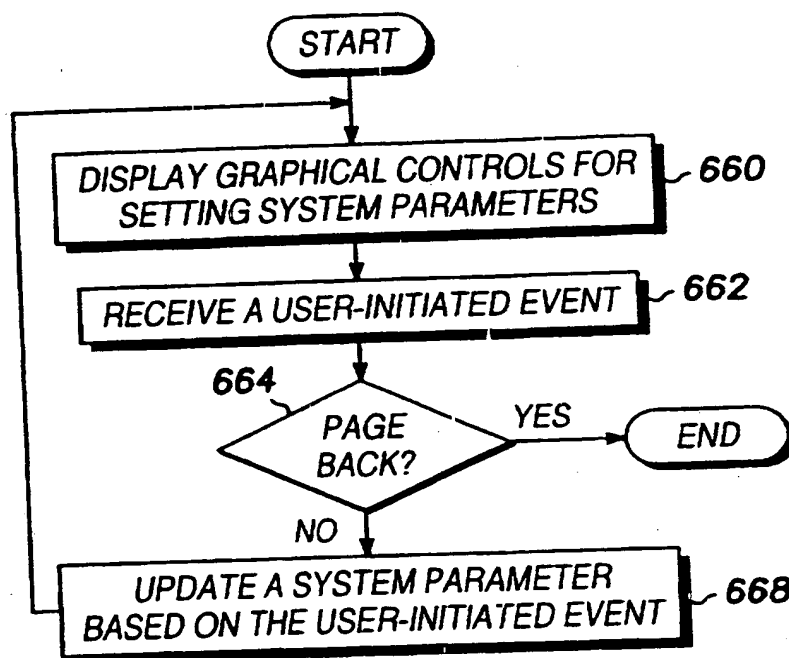 START
DISPLAY GRAPHICAL CONTROLS FOR
SETTING SYSTEM PARAMETERS
660
RECEIVE A USER-INITIATED EVENT
662
664
PAGE
BACK?
YES
END
NO
UPDATE A SYSTEM PARAMETER
BASED ON THE USER-INITIATED EVENT
668